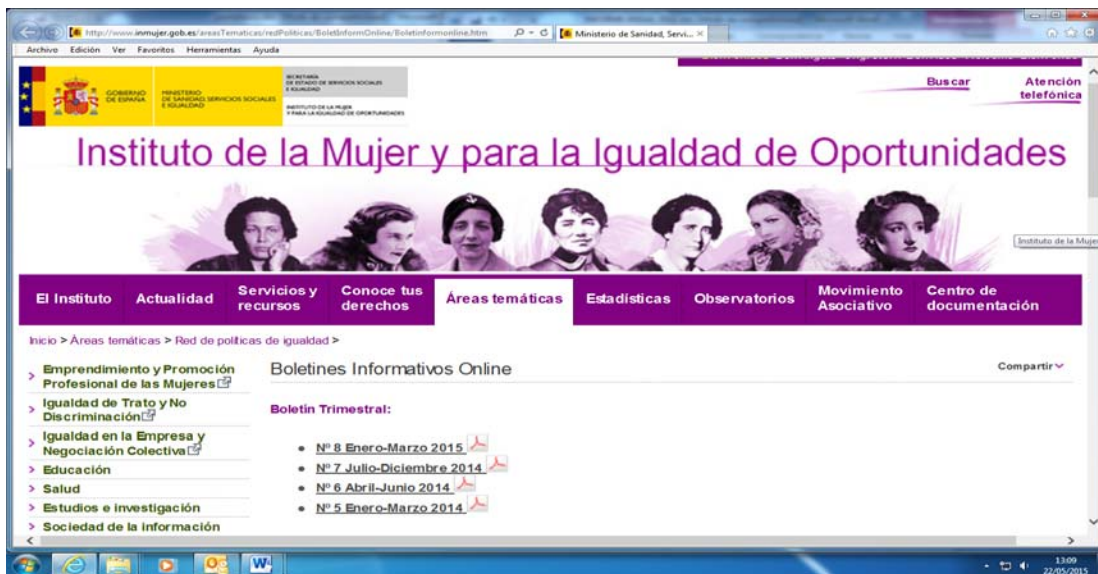 http://www.inmujer.gob.es/areasTematicas/redPoliticas/BoletInformOnline/Boletinformonline.htm
Ministerio de Sanidad, Servi...
Archivo Edición Ver Favoritos Herramientas Ayuda
GOBIERNO DE ESPAÑA
MINISTERIO DE SANIDAD, SERVICIOS SOCIALES E IGUALDAD
SECRETARÍA DE ESTADO DE SERVICIOS SOCIALES E IGUALDAD
INSTITUTO DE LA MUJER Y PARA LA IGUALDAD DE OPORTUNIDADES
Buscar
Atención telefónica
Instituto de la Mujer y para la Igualdad de Oportunidades
Instituto de la Muje
El Instituto
Actualidad
Servicios y recursos
Conoce tus derechos
Áreas temáticas
Estadísticas
Observatorios
Movimiento Asociativo
Centro de documentación
Inicio > Áreas temáticas > Red de políticas de igualdad >
Emprendimiento y Promoción
Profesional de las Mujeres
Igualdad de Trato y No
Discriminación
Igualdad en la Empresa y
Negociación Colectiva
Educación
Salud
Estudios e investigación
Sociedad de la información
Boletines Informativos Online
Compartir
Boletín Trimestral:
Nº 8 Enero-Marzo 2015
Nº 7 Julio-Diciembre 2014
Nº 6 Abril-Junio 2014
Nº 5 Enero-Marzo 2014
13:09
22/05/2015